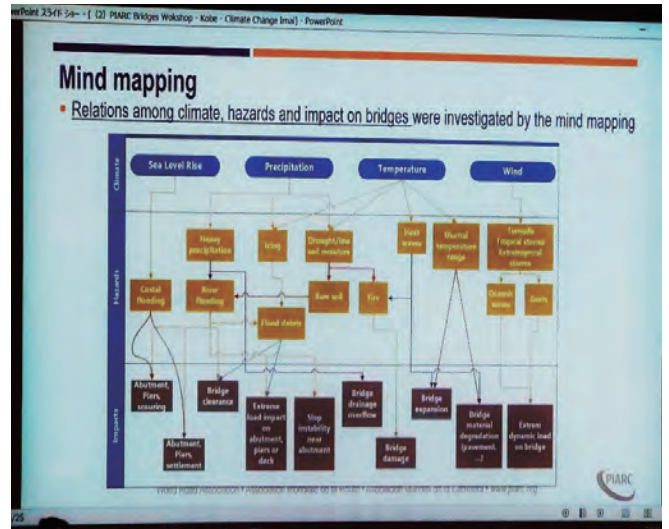 erPoint スライド ショー - [ (2) PIARC Bridges Wokshop - Kobe - Climate Change Imai] - PowerPoint
Mind mapping
▪ Relations among climate, hazards and impact on bridges were investigated by the mind mapping
Climate
Sea Level Rise
Precipitation
Temperature
Wind
Hazards
Heavy
precipitation
Icing
Drought/low
soil moisture
Heat
waves
Diurnal
temperature
range
Tornado
Tropical storms
Extratropical
storms
Costal
flooding
River
flooding
Bare soil
Fire
Oceanic
waves
Gusts
Flood debris
Impacts
Abutment,
Piers,
scouring
Bridge
clearance
Extreme
load impact
on
abutment,
piers or
deck
Slop
instability
near
abutment
Bridge
drainage
overflow
Bridge
expansion
Bridge
material
degradation
(pavement,
...)
Extrem
dynamic load
on bridge
Abutment,
Piers,
settlement
Bridge
damage
World Road Association • Association mondiale de la Route • Asociación Mundial de la Carretera • www.piarc.org
PIARC
/25